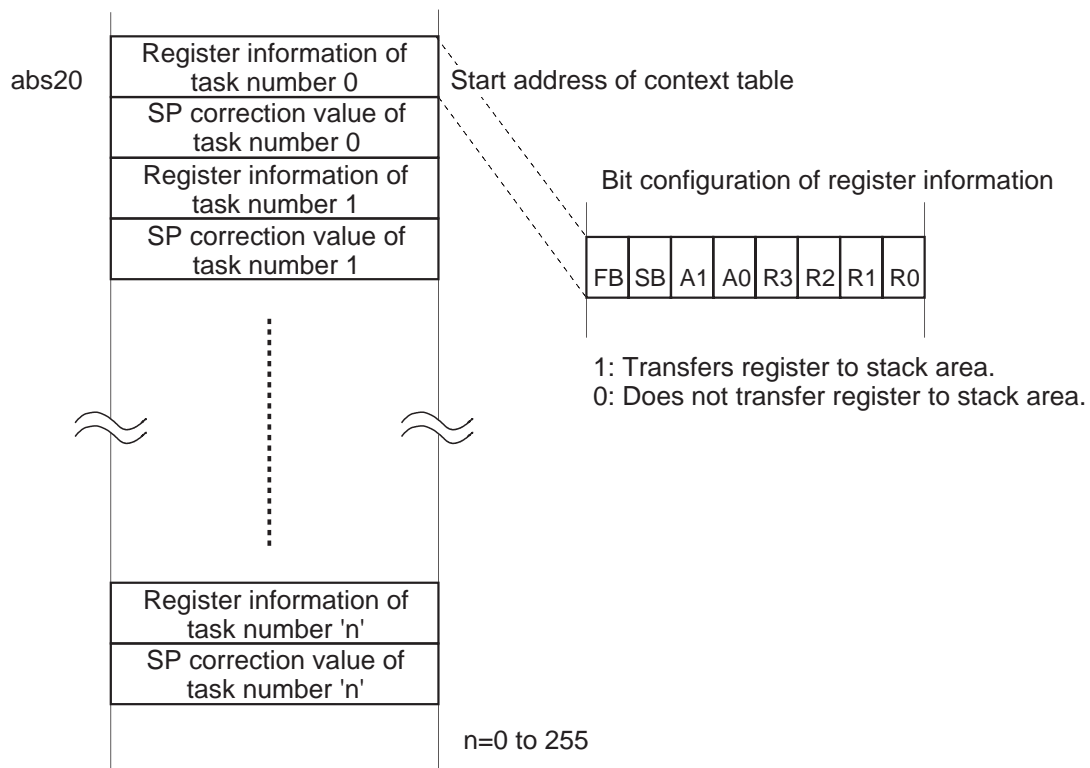 abs20
Register information of
task number 0
Start address of context table
SP correction value of
task number 0
Register information of
task number 1
SP correction value of
task number 1
Bit configuration of register information
FB SB A1 A0 R3 R2 R1 R0
1: Transfers register to stack area.
0: Does not transfer register to stack area.
Register information of
task number 'n'
SP correction value of
task number 'n'
n=0 to 255